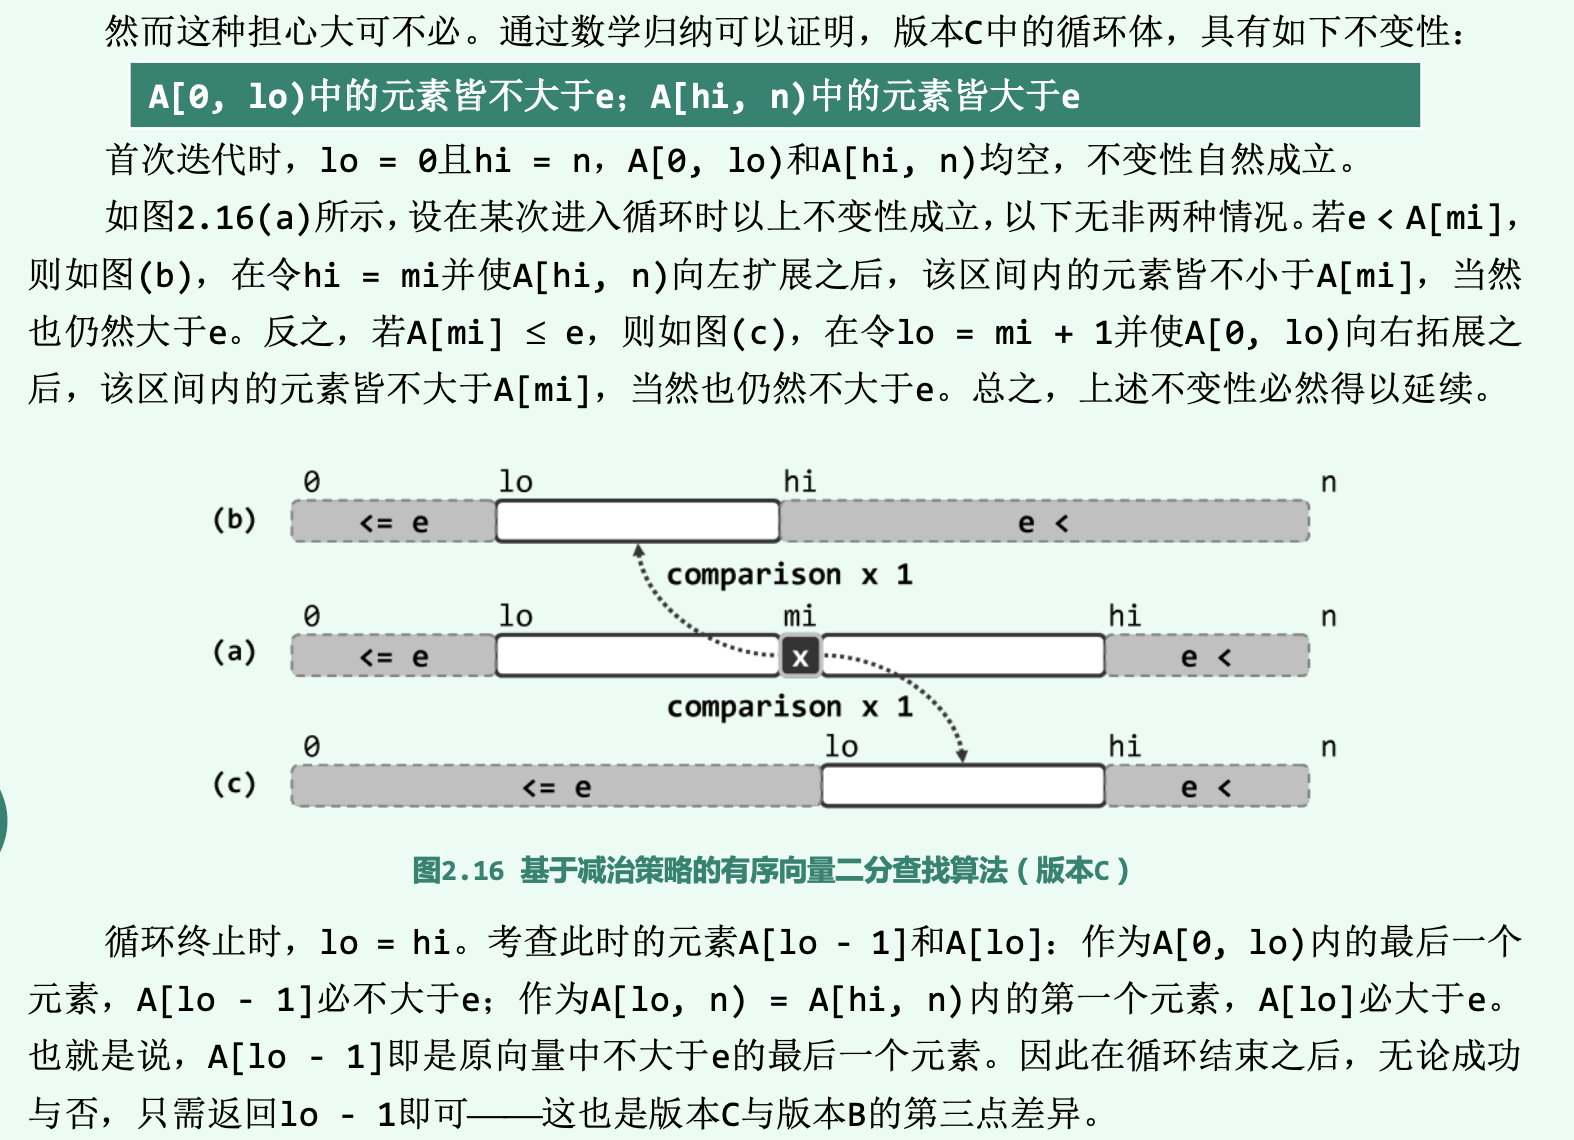 然而这种担心大可不必。通过数学归纳可以证明，版本C中的循环体，具有如下不变性：
A[0, lo)中的元素皆不大于e；A[hi, n)中的元素皆大于e
首次迭代时，lo = 0且hi = n，A[0, lo)和A[hi, n)均空，不变性自然成立。
如图2.16(a)所示，设在某次进入循环时以上不变性成立，以下无非两种情况。若e < A[mi]，
则如图(b)，在令hi = mi并使A[hi, n)向左扩展之后，该区间内的元素皆不小于A[mi]，当然
也仍然大于e。反之，若A[mi] ≤ e，则如图(c)，在令lo = mi + 1并使A[0, lo)向右拓展之
后，该区间内的元素皆不大于A[mi]，当然也仍然不大于e。总之，上述不变性必然得以延续。
0 lo hi n
(b) <= e e <
comparison x 1
0 lo mi hi n
(a) <= e x e <
comparison x 1
0 lo hi n
(c) <= e e <
图2.16 基于减治策略的有序向量二分查找算法（版本C）
循环终止时，lo = hi。考查此时的元素A[lo - 1]和A[lo]：作为A[0, lo)内的最后一个
元素，A[lo - 1]必不大于e；作为A[lo, n) = A[hi, n)内的第一个元素，A[lo]必大于e。
也就是说，A[lo - 1]即是原向量中不大于e的最后一个元素。因此在循环结束之后，无论成功
与否，只需返回lo - 1即可——这也是版本C与版本B的第三点差异。